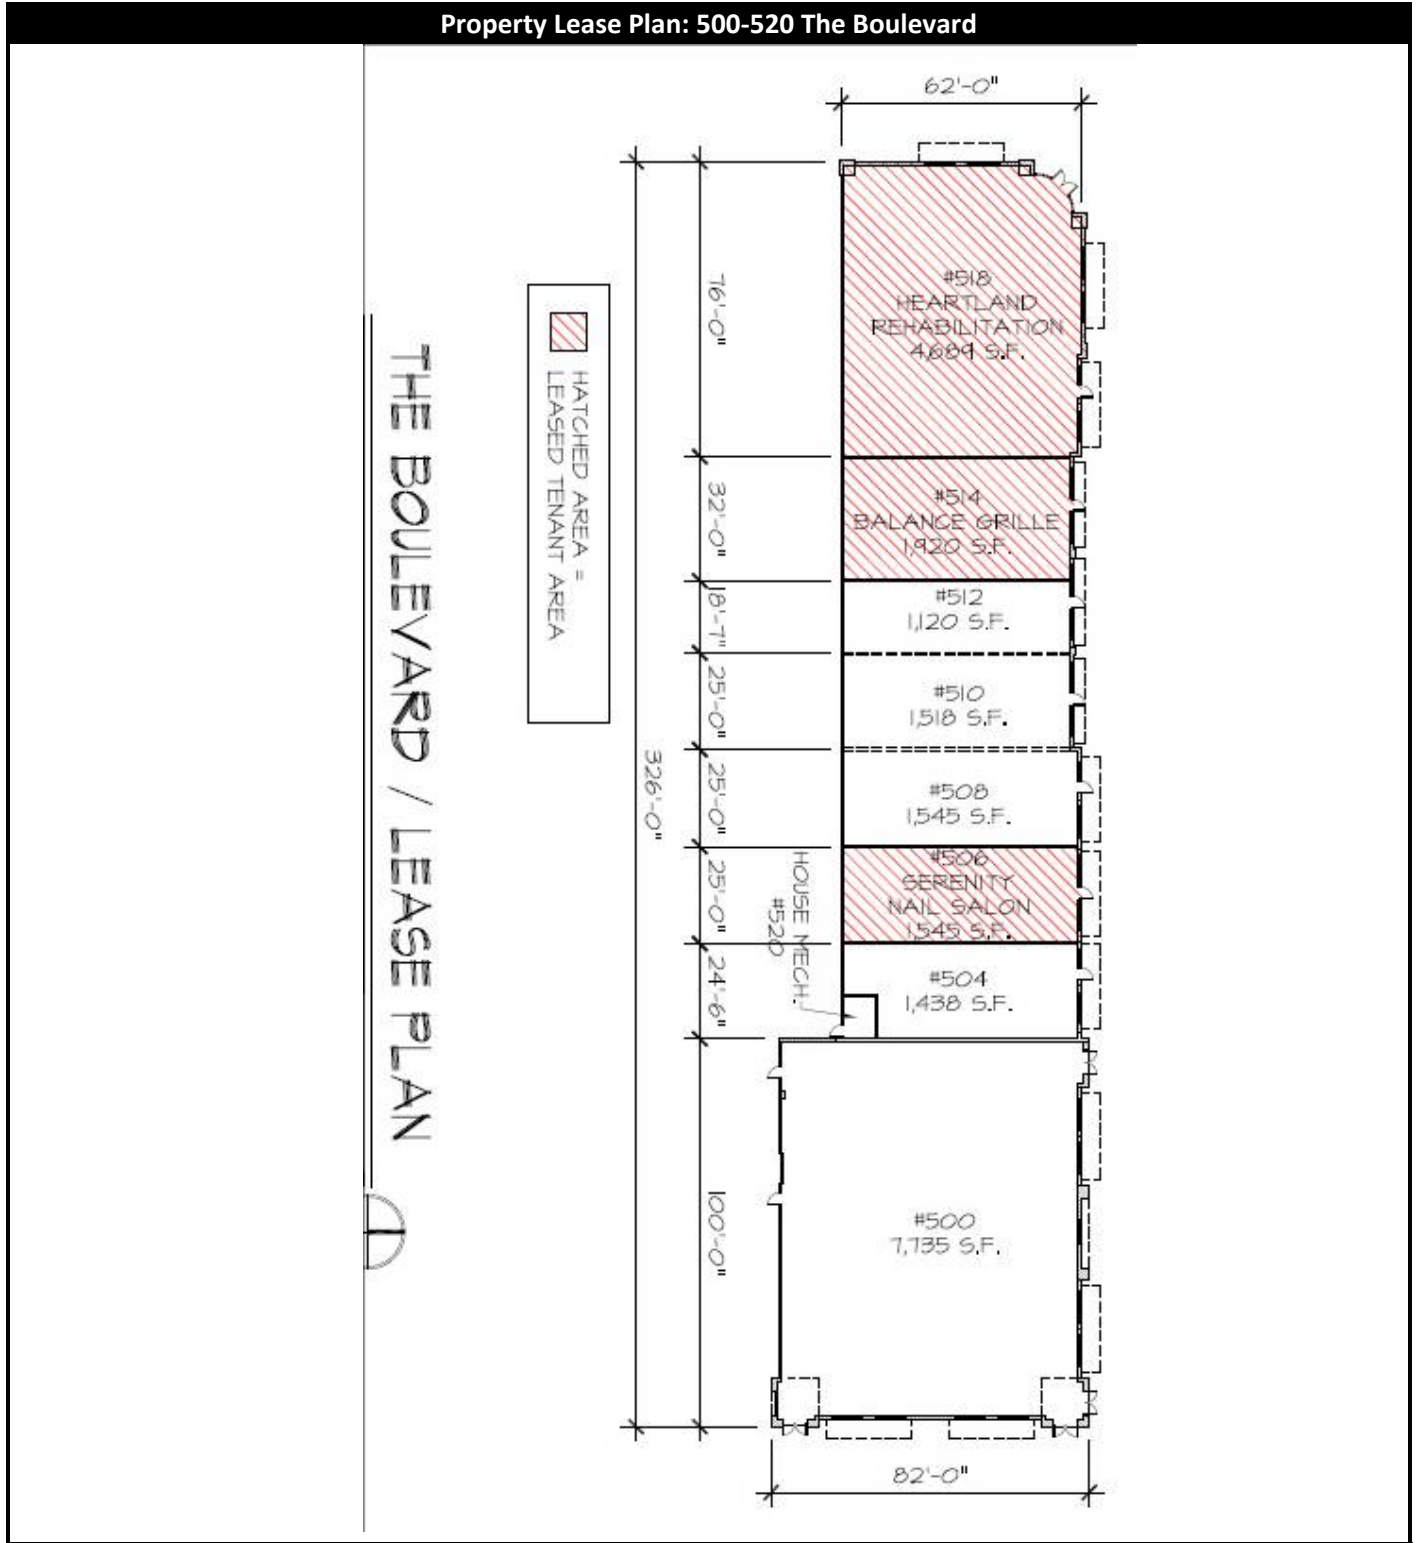 Property Lease Plan: 500-520 The Boulevard
62'-0"
#518
HEARTLAND
REHABILITATION
4,689 S.F.
76'-0"
HATCHED AREA =
LEASED TENANT AREA
#514
BALANCE GRILLE
1,920 S.F.
32'-0"
#512
1,120 S.F.
18'-7"
#510
1,518 S.F.
25'-0"
#508
1,545 S.F.
25'-0"
326'-0"
#506
SERENITY
NAIL SALON
1,545 S.F.
25'-0"
HOUSE MECH.
#520
#504
1,438 S.F.
24'-6"
#500
7,735 S.F.
100'-0"
82'-0"
THE BOULEVARD / LEASE PLAN